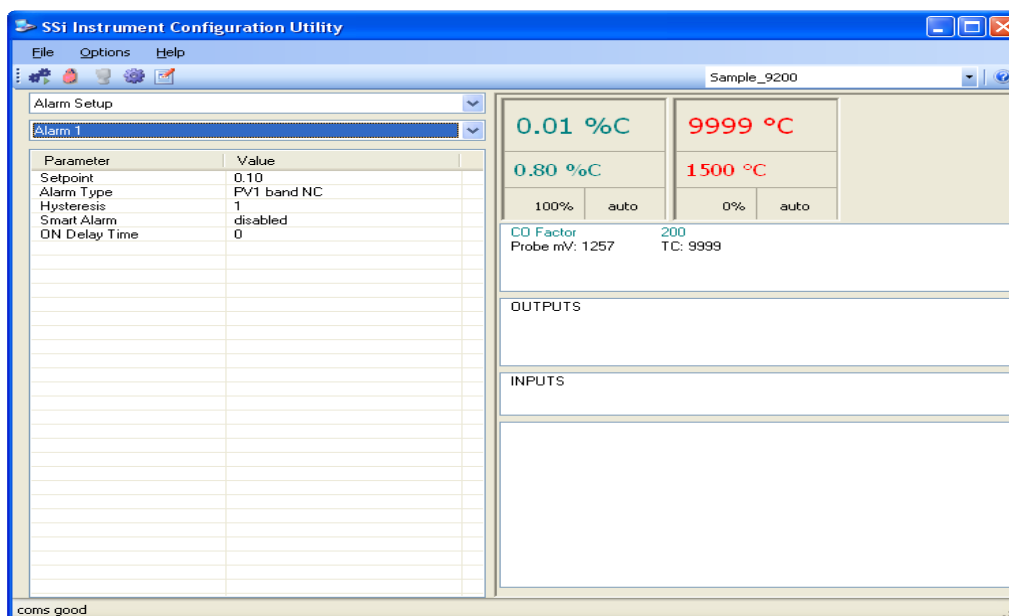 SSi Instrument Configuration Utility
File Options Help
Sample_9200
Alarm Setup
Alarm 1
Parameter Value
Setpoint 0.10
Alarm Type PV1 band NC
Hysteresis 1
Smart Alarm disabled
ON Delay Time 0
0.01 %C 9999 °C
0.80 %C 1500 °C
100% auto 0% auto
CO Factor 200
Probe mV: 1257 TC: 9999
OUTPUTS
INPUTS
coms good